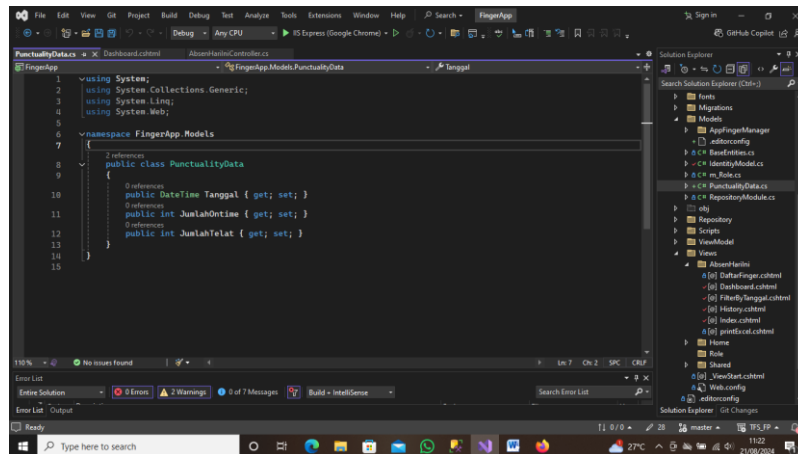 File Edit View Git Project Build Debug Test Analyze Tools Extensions Window Help Search FingerApp Sign in
Debug Any CPU IIS Express (Google Chrome) GitHub Copilot
PunctualityData.cs Dashboard.cshtml AbsenHariIniController.cs
FingerApp FingerApp.Models.PunctualityData Tanggal
1 using System;
2 using System.Collections.Generic;
3 using System.Linq;
4 using System.Web;
5
6 namespace FingerApp.Models
7 {
2 references
8 public class PunctualityData
9 {
0 references
10 public DateTime Tanggal { get; set; }
0 references
11 public int JumlahOntime { get; set; }
0 references
12 public int JumlahTelat { get; set; }
13 }
14 }
15
110 % No issues found Ln: 7 Ch: 2 SPC CRLF
Error List
Entire Solution 0 Errors 2 Warnings 0 of 7 Messages Build + IntelliSense Search Error List
Error List Output
Solution Explorer
Search Solution Explorer (Ctrl+;)
fonts
Migrations
Models
AppFingerManager
.editorconfig
C# BaseEntities.cs
C# IdentitiyModel.cs
C# m_Role.cs
C# PunctualityData.cs
C# RepositoryModule.cs
obj
Repository
Scripts
ViewModel
Views
AbsenHariIni
DaftarFinger.cshtml
Dashboard.cshtml
FilterByTanggal.cshtml
History.cshtml
Index.cshtml
printExcel.cshtml
Home
Role
Shared
_ViewStart.cshtml
Web.config
.editorconfig
Solution Explorer Git Changes
Ready 0 / 0 28 master TFS_FP
Type here to search 27°C 11:22
21/08/2024